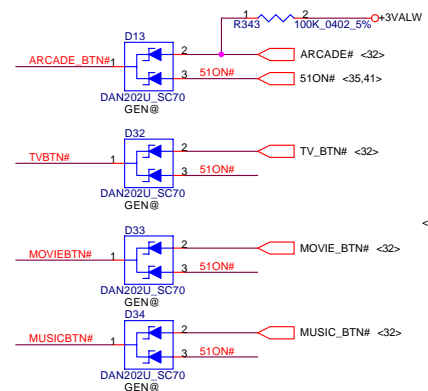 1 2
R343 100K_0402_5% +3VALW
D13
ARCADE_BTN# 1 2 ARCADE# <32>
3 51ON# <35,41>
DAN202U_SC70
GEN@
D32
TVBTN# 1 2 TV_BTN# <32>
3 51ON#
DAN202U_SC70
GEN@
D33
MOVIEBTN# 1 2 MOVIE_BTN# <32>
3 51ON#
DAN202U_SC70
GEN@
D34
MUSICBTN# 1 2 MUSIC_BTN# <32>
3 51ON#
DAN202U_SC70
GEN@
<